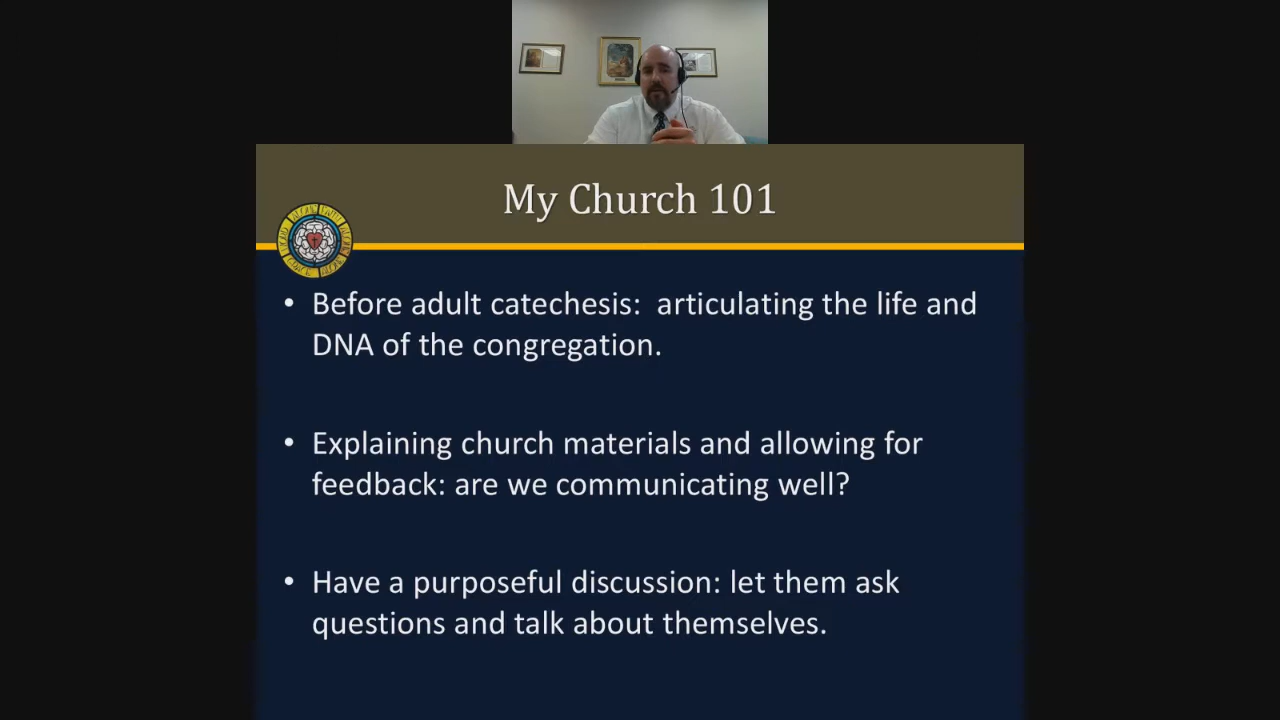 My Church 101
• Before adult catechesis:  articulating the life and
DNA of the congregation.
• Explaining church materials and allowing for
feedback: are we communicating well?
• Have a purposeful discussion: let them ask
questions and talk about themselves.